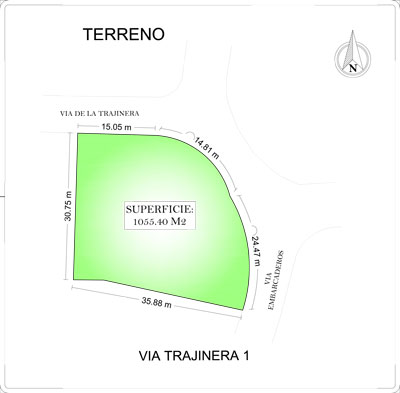 TERRENO
N
VIA DE LA TRAJINERA
15.05 m
14.81 m
30.75 m
SUPERFICIE:
1055.40 M2
24.47 m
VIA
EMBARCADEROS
35.88 m
VIA TRAJINERA 1